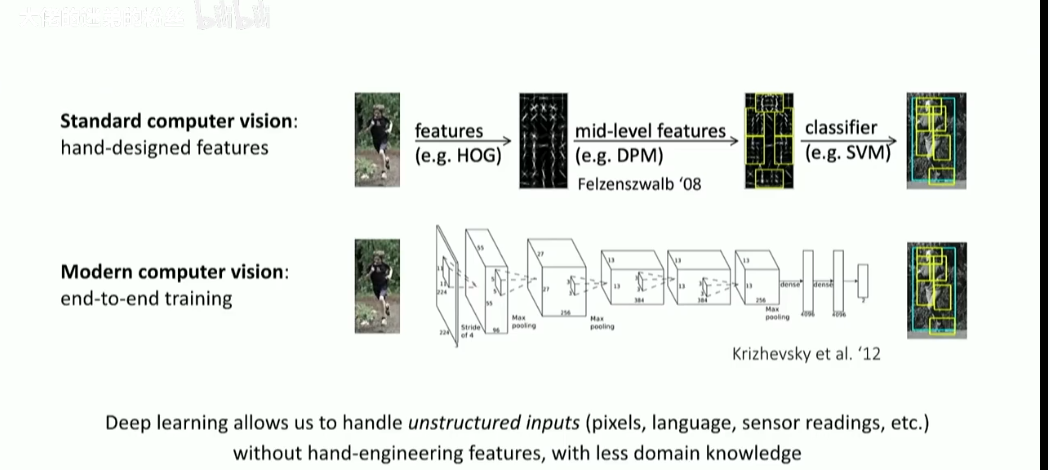 Standard computer vision:
hand-designed features
features
(e.g. HOG)
mid-level features
(e.g. DPM)
Felzenszwalb ‘08
classifier
(e.g. SVM)
Modern computer vision:
end-to-end training
11
224
224
Stride
of 4
55
55
96
Max
pooling
27
27
256
Max
pooling
13
13
384
13
13
384
13
13
256
Max
pooling
dense
4096
dense
4096
Krizhevsky et al. ‘12
Deep learning allows us to handle unstructured inputs (pixels, language, sensor readings, etc.)
without hand-engineering features, with less domain knowledge